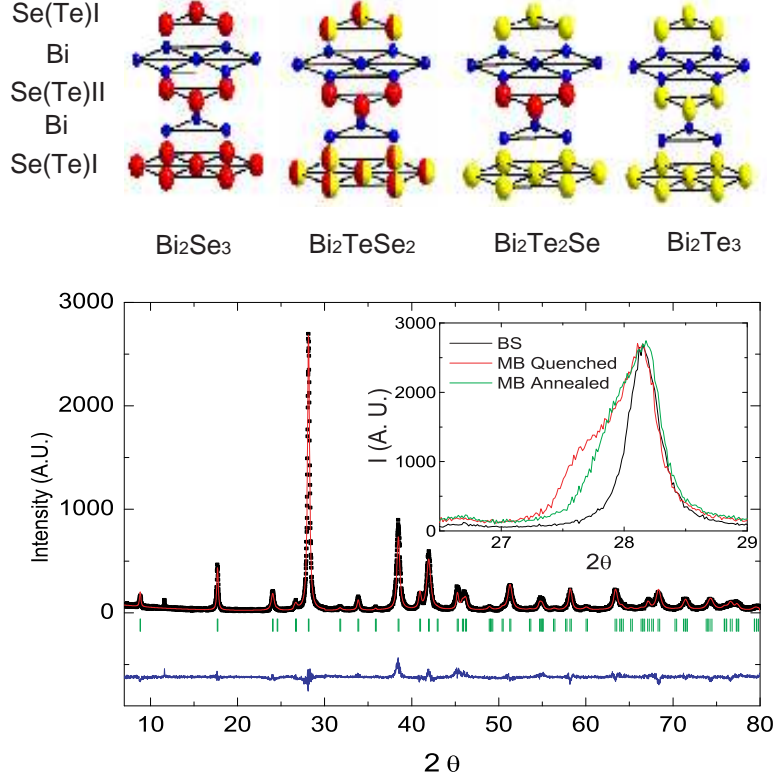 Se(Te)I
Bi
Se(Te)II
Bi
Se(Te)I
Bi₂Se₃ Bi₂TeSe₂ Bi₂Te₂Se Bi₂Te₃
3000
2000
1000
0
Intensity (A.U.)
10 20 30 40 50 60 70 80
2 θ
3000
2000
1000
0
I (A. U.)
BS
MB Quenched
MB Annealed
27 28 29
2θ